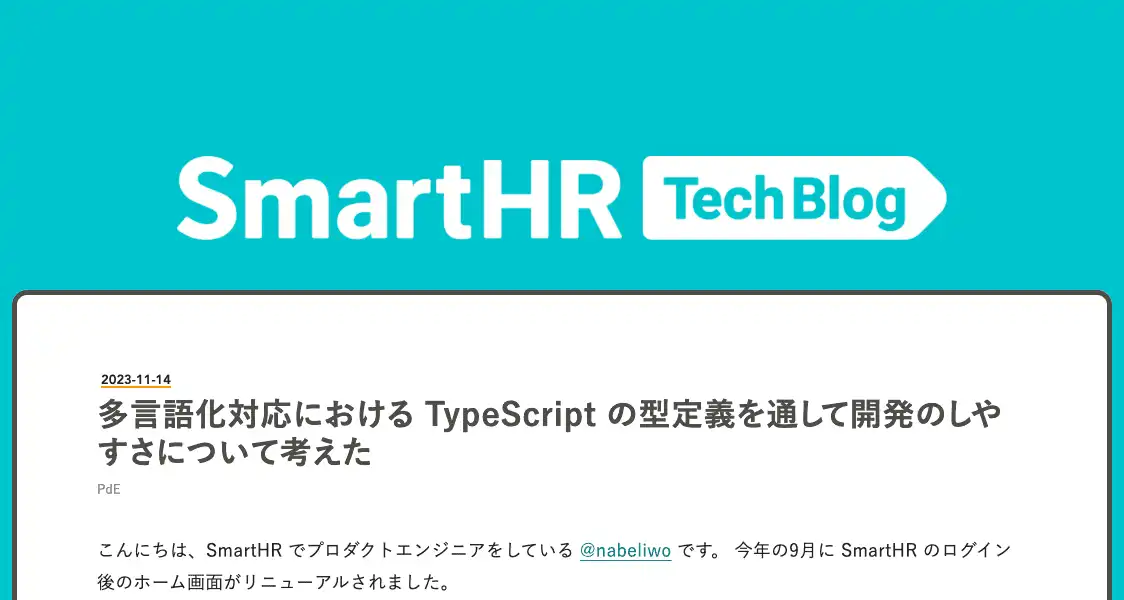 SmartHR Tech Blog
2023-11-14
多言語化対応における TypeScript の型定義を通して開発のしや
すさについて考えた
PdE
こんにちは、SmartHR でプロダクトエンジニアをしている @nabeliwo です。 今年の9月に SmartHR のログイン
後のホーム画面がリニューアルされました。